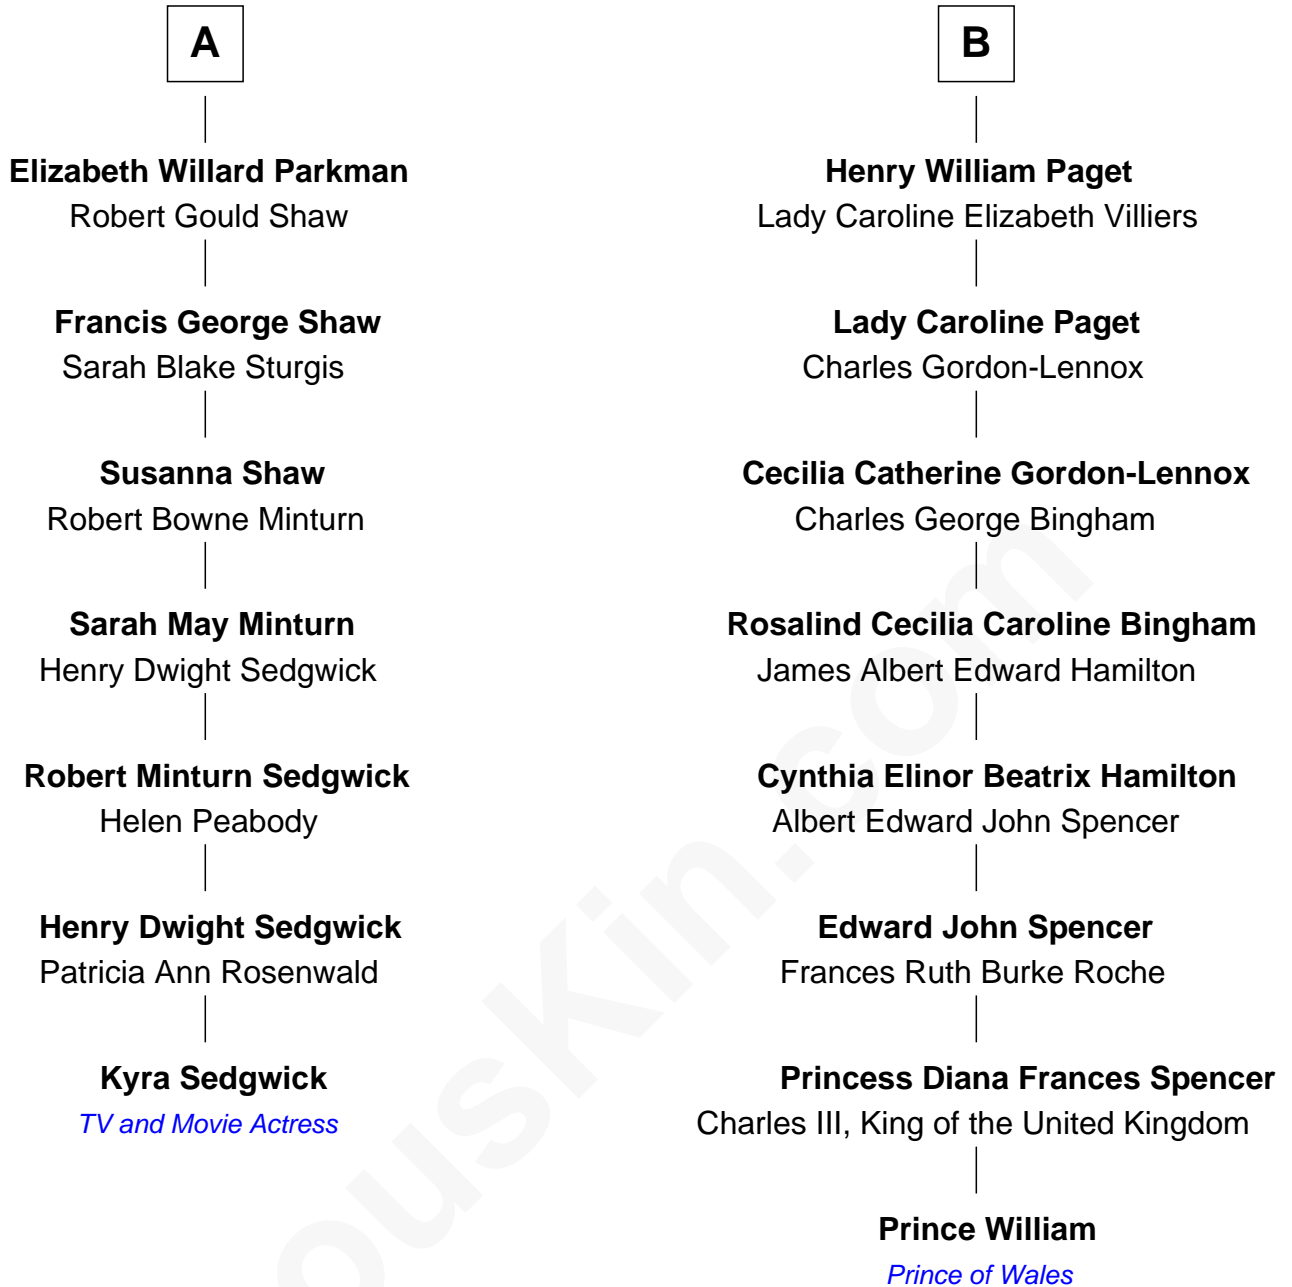 A
Elizabeth Willard Parkman
Robert Gould Shaw
Francis George Shaw
Sarah Blake Sturgis
Susanna Shaw
Robert Bowne Minturn
Sarah May Minturn
Henry Dwight Sedgwick
Robert Minturn Sedgwick
Helen Peabody
Henry Dwight Sedgwick
Patricia Ann Rosenwald
Kyra Sedgwick
TV and Movie Actress
B
Henry William Paget
Lady Caroline Elizabeth Villiers
Lady Caroline Paget
Charles Gordon-Lennox
Cecilia Catherine Gordon-Lennox
Charles George Bingham
Rosalind Cecilia Caroline Bingham
James Albert Edward Hamilton
Cynthia Elinor Beatrix Hamilton
Albert Edward John Spencer
Edward John Spencer
Frances Ruth Burke Roche
Princess Diana Frances Spencer
Charles III, King of the United Kingdom
Prince William
Prince of Wales
ousKin.com